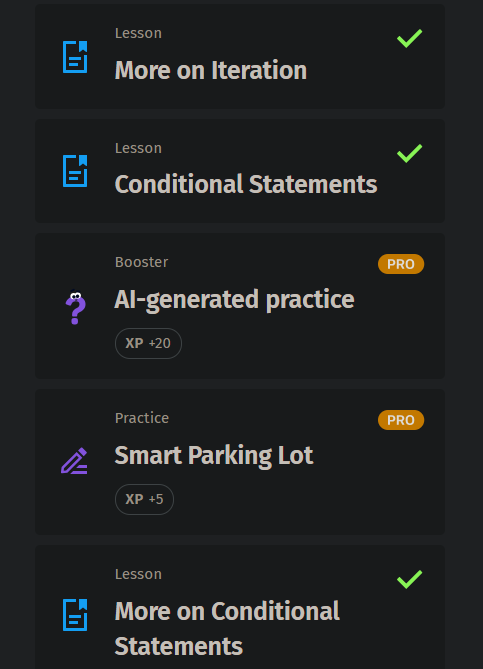 Lesson
More on Iteration
Lesson
Conditional Statements
Booster
PRO
AI-generated practice
XP +20
Practice
PRO
Smart Parking Lot
XP +5
Lesson
More on Conditional
Statements